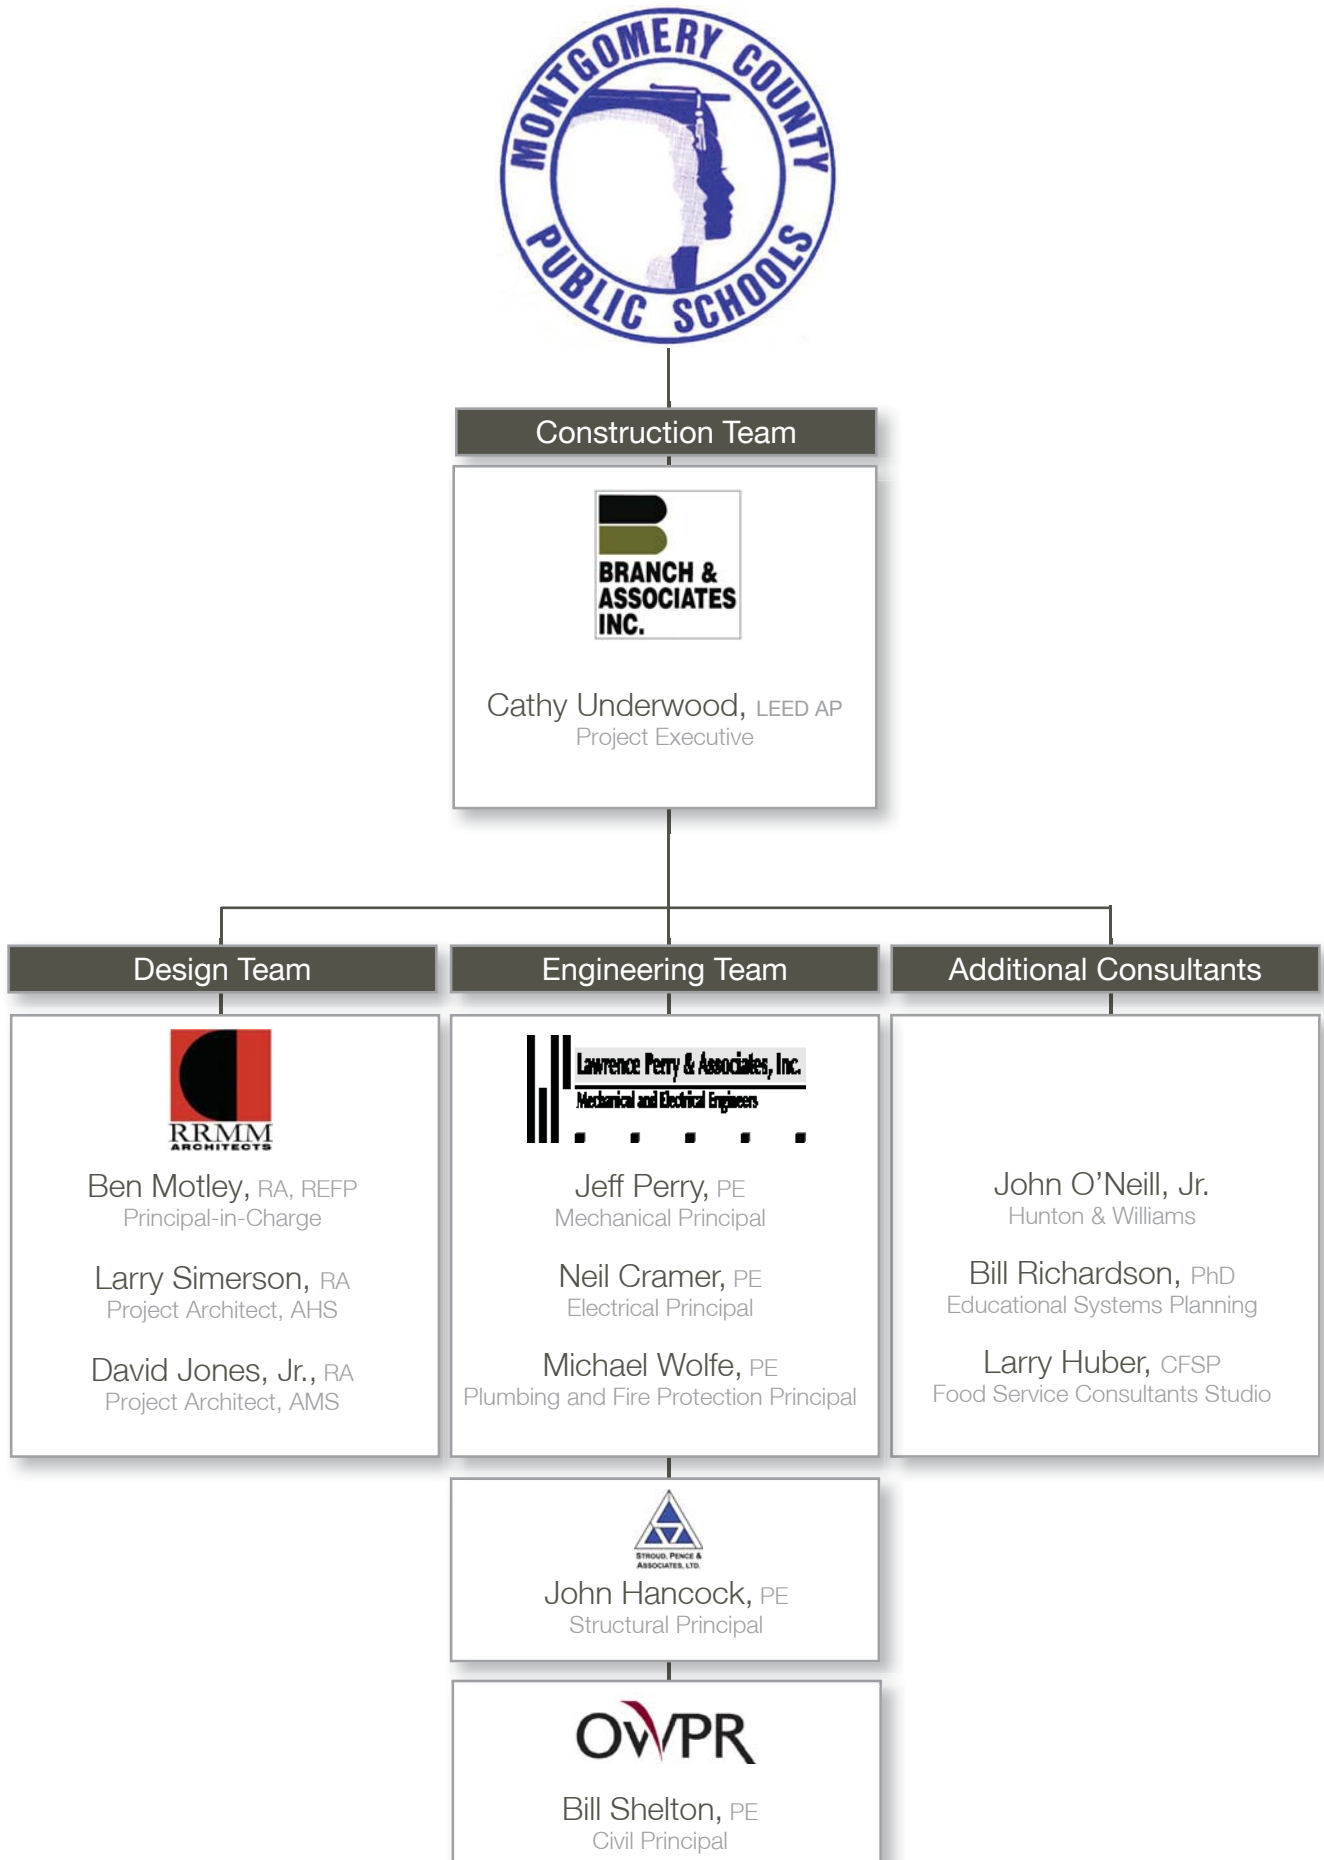 MONTGOMERY COUNTY
PUBLIC SCHOOLS
Construction Team
BRANCH &
ASSOCIATES
INC.
Cathy Underwood, LEED AP
Project Executive
Design Team
RRMM
ARCHITECTS
Ben Motley, RA, REFP
Principal-in-Charge
Larry Simerson, RA
Project Architect, AHS
David Jones, Jr., RA
Project Architect, AMS
Engineering Team
Lawrence Perry & Associates, Inc.
Mechanical and Electrical Engineers
Jeff Perry, PE
Mechanical Principal
Neil Cramer, PE
Electrical Principal
Michael Wolfe, PE
Plumbing and Fire Protection Principal
STROUD, PENCE &
ASSOCIATES, LTD.
John Hancock, PE
Structural Principal
OWPR
Bill Shelton, PE
Civil Principal
Additional Consultants
John O'Neill, Jr.
Hunton & Williams
Bill Richardson, PhD
Educational Systems Planning
Larry Huber, CFSP
Food Service Consultants Studio